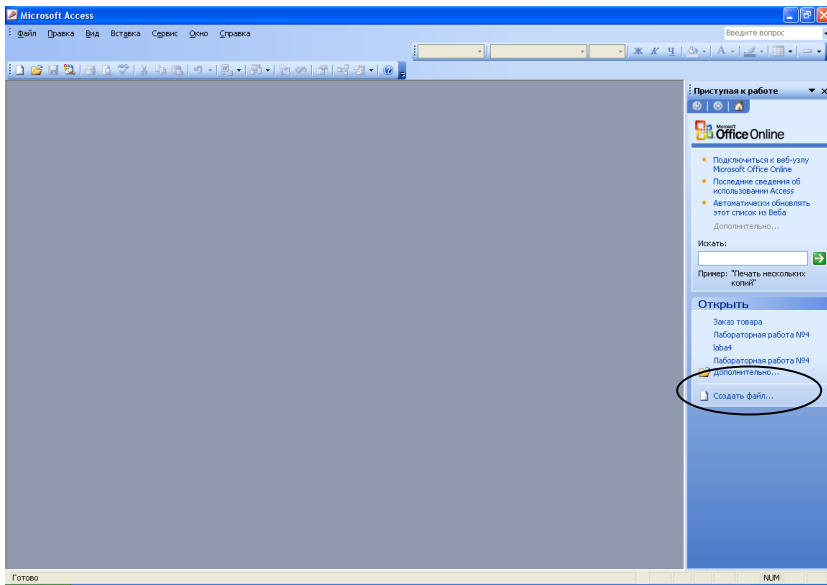 Microsoft Access
Файл Правка Вид Вставка Сервис Окно Справка
Введите вопрос
Ж К Ч
Приступая к работе
Microsoft
Office Online
Подключиться к веб-узлу
Microsoft Office Online
Последние сведения об
использовании Access
Автоматически обновлять
этот список из Веба
Дополнительно...
Искать:
Пример: "Печать нескольких
копий"
Открыть
Заказ товара
Лабораторная работа №4
laba4
Лабораторная работа №4
Дополнительно...
Создать файл...
Готово
NUM